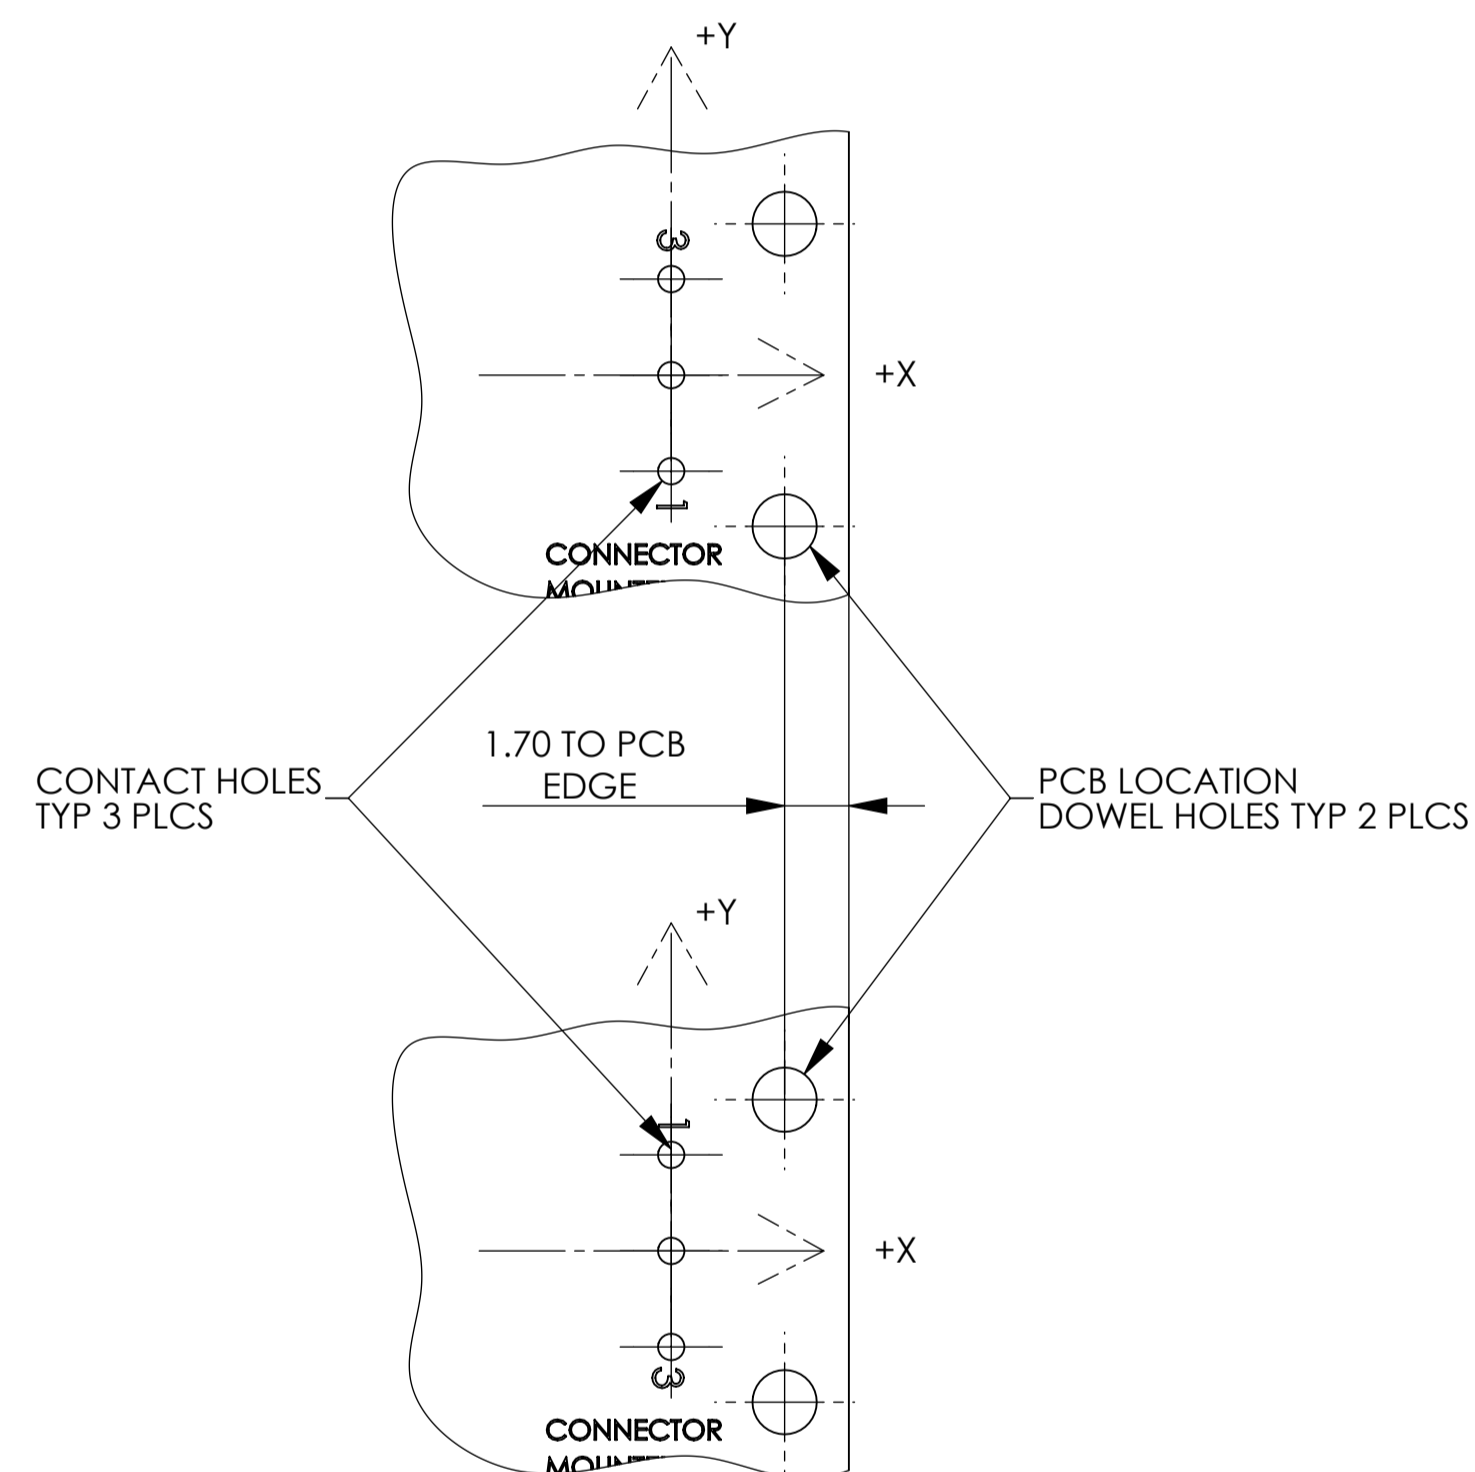 +Y
3
+X
1
CONNECTOR
1.70 TO PCB
EDGE
CONTACT HOLES
TYP 3 PLCS
PCB LOCATION
DOWEL HOLES TYP 2 PLCS
+Y
1
+X
3
CONNECTOR